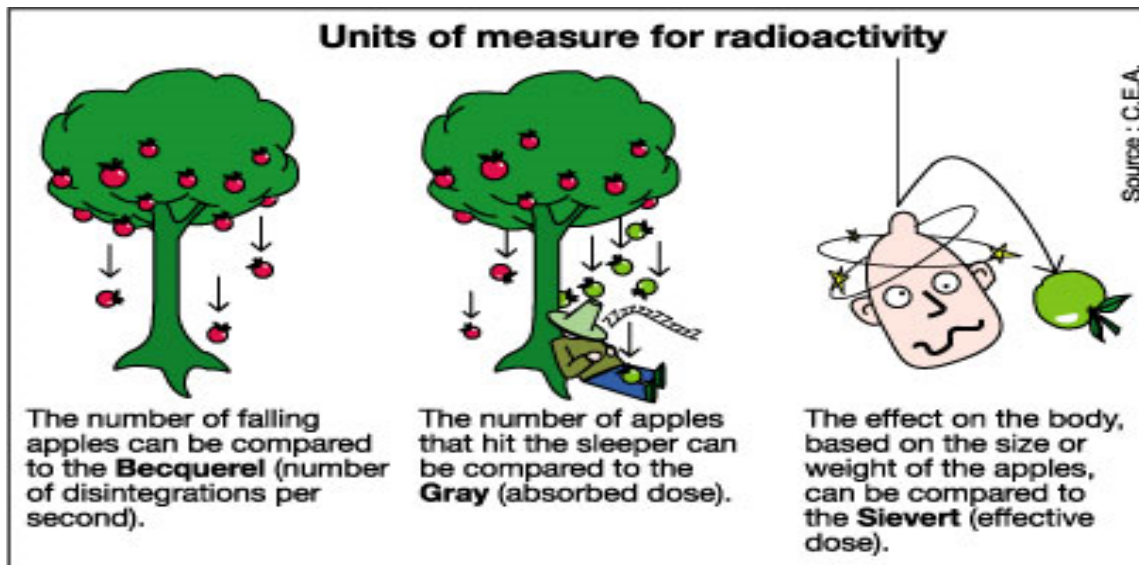 Units of measure for radioactivity
Source : C.E.A.
zzzzzzzzz
The number of falling
apples can be compared
to the Becquerel (number
of disintegrations per
second).
The number of apples
that hit the sleeper can
be compared to the
Gray (absorbed dose).
The effect on the body,
based on the size or
weight of the apples,
can be compared to
the Sievert (effective
dose).